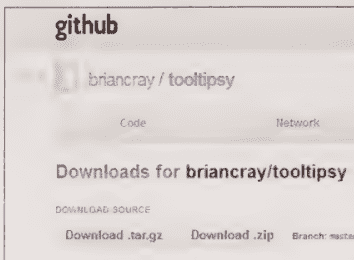 github
briancray / tooltipsy
Code Network
Downloads for briancray/tooltipsy
DOWNLOAD SOURCE
Download .tar.gz Download .zip Branch: